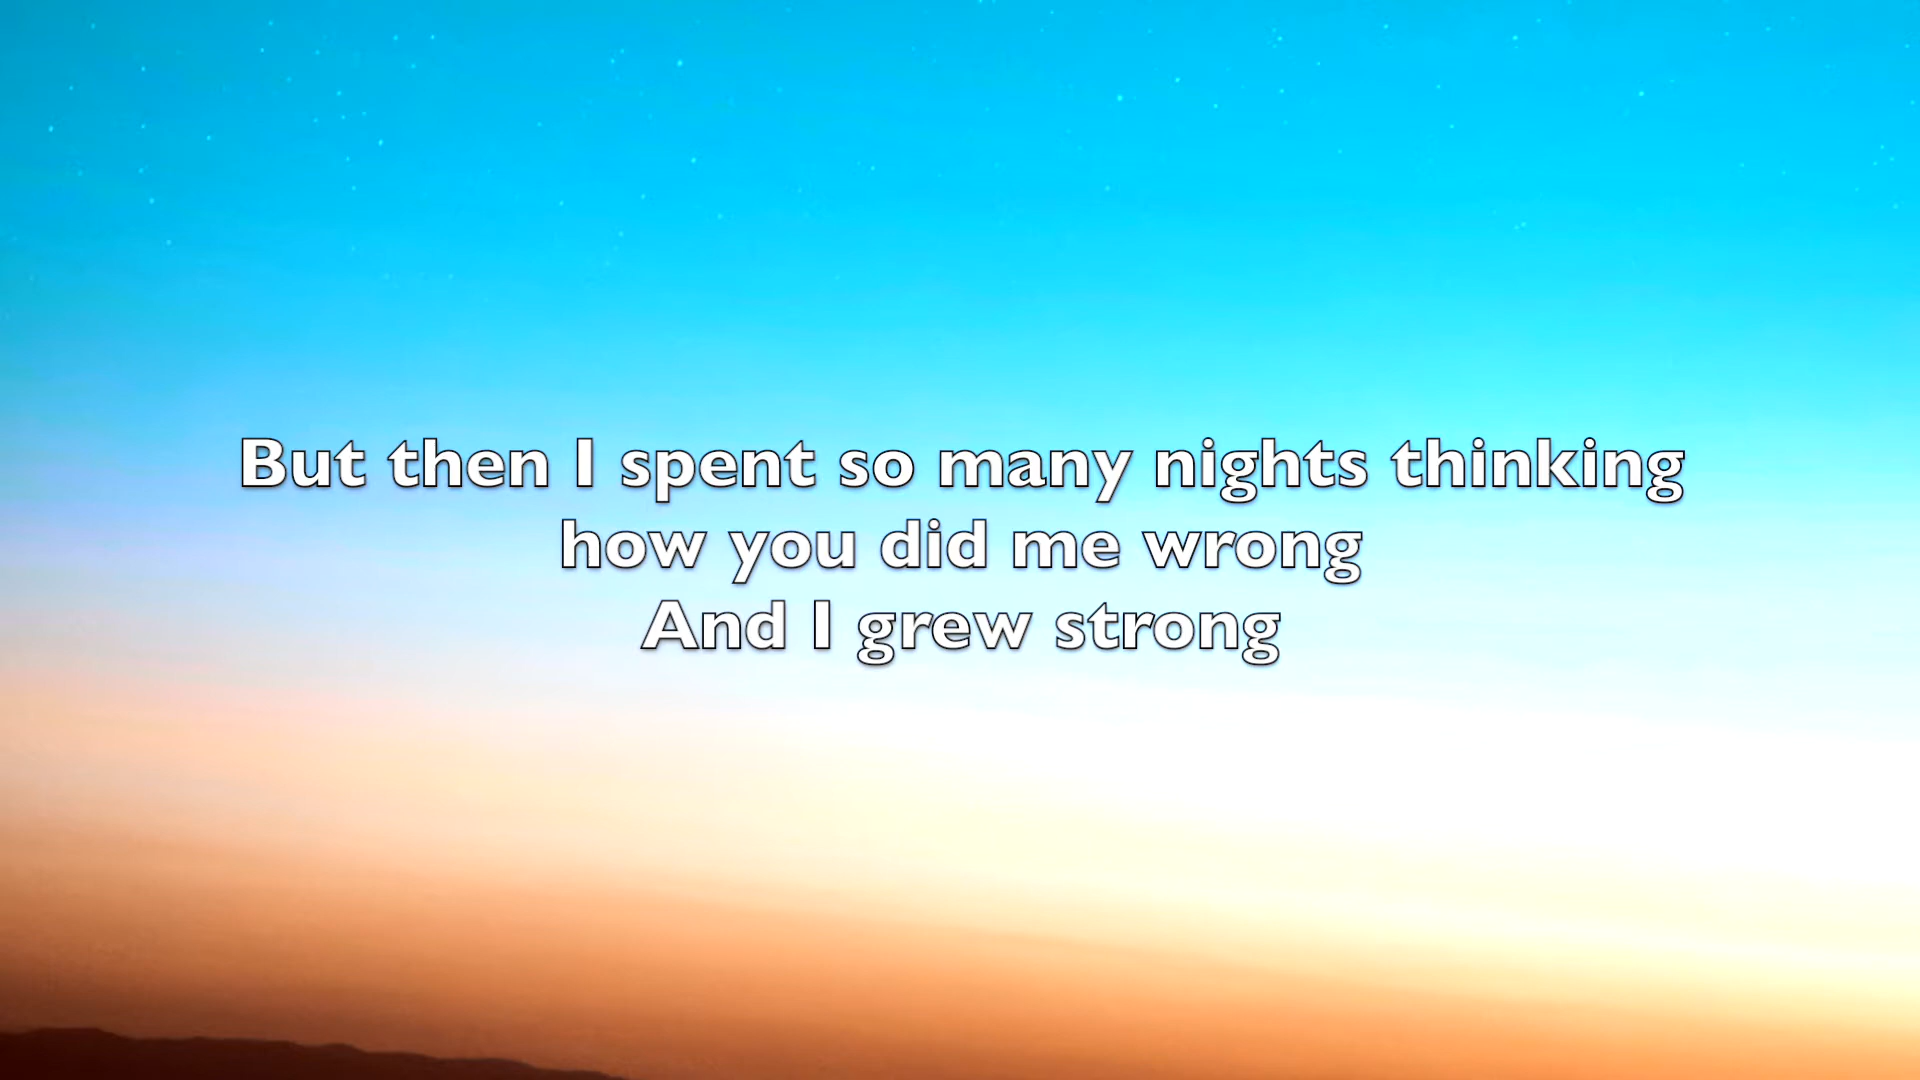 But then I spent so many nights thinking
how you did me wrong
And I grew strong